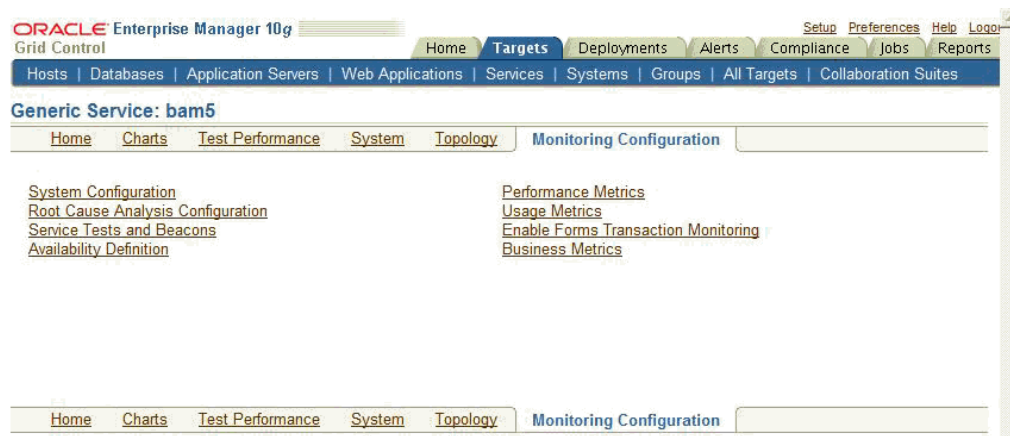 ORACLE Enterprise Manager 10g
Setup Preferences Help Logou
Grid Control
Home Targets Deployments Alerts Compliance Jobs Reports
Hosts | Databases | Application Servers | Web Applications | Services | Systems | Groups | All Targets | Collaboration Suites
Generic Service: bam5
Home Charts Test Performance System Topology Monitoring Configuration
System Configuration
Root Cause Analysis Configuration
Service Tests and Beacons
Availability Definition
Performance Metrics
Usage Metrics
Enable Forms Transaction Monitoring
Business Metrics
Home Charts Test Performance System Topology Monitoring Configuration